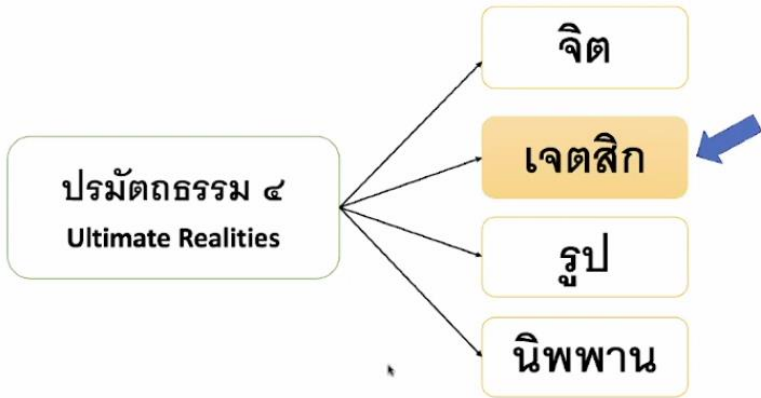 ปรมัตถธรรม ๔
Ultimate Realities
จิต
เจตสิก
รูป
นิพพาน